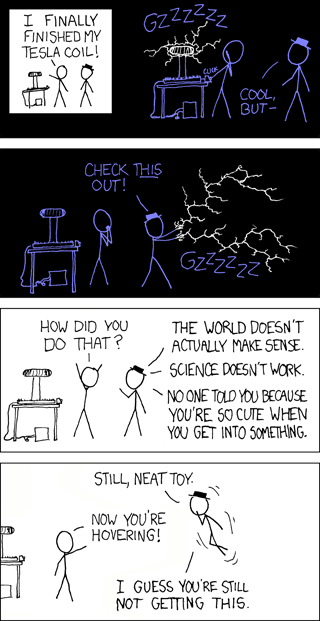 I FINALLY
FINISHED MY
TESLA COIL!
GZZZZZZ
CLICK
COOL,
BUT—
CHECK THIS
OUT!
GZZZZZZ
HOW DID YOU
DO THAT?
THE WORLD DOESN'T
ACTUALLY MAKE SENSE.
SCIENCE DOESN'T WORK.
NO ONE TOLD YOU BECAUSE
YOU'RE SO CUTE WHEN
YOU GET INTO SOMETHING.
STILL, NEAT TOY.
NOW YOU'RE
HOVERING!
I GUESS YOU'RE STILL
NOT GETTING THIS.